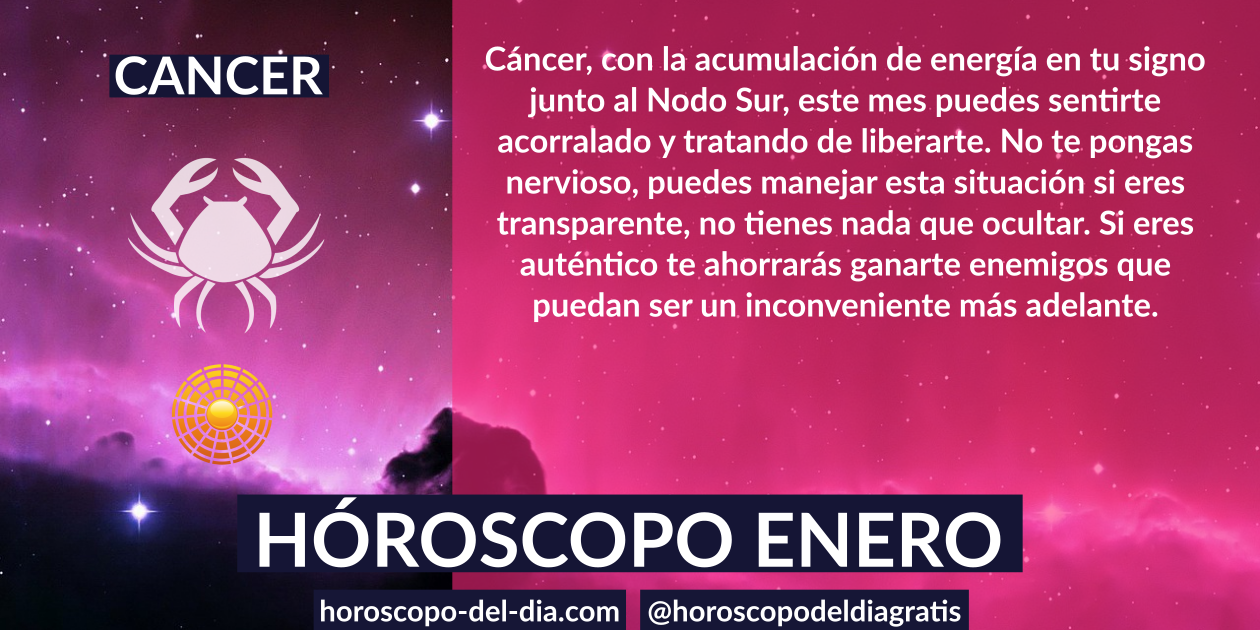 CANCER
Cáncer, con la acumulación de energía en tu signo
junto al Nodo Sur, este mes puedes sentirte
acorralado y tratando de liberarte. No te pongas
nervioso, puedes manejar esta situación si eres
transparente, no tienes nada que ocultar. Si eres
auténtico te ahorrarás ganarte enemigos que
puedan ser un inconveniente más adelante.
HÓROSCOPO ENERO
horoscopo-del-dia.com
@horoscopodeldiagratis